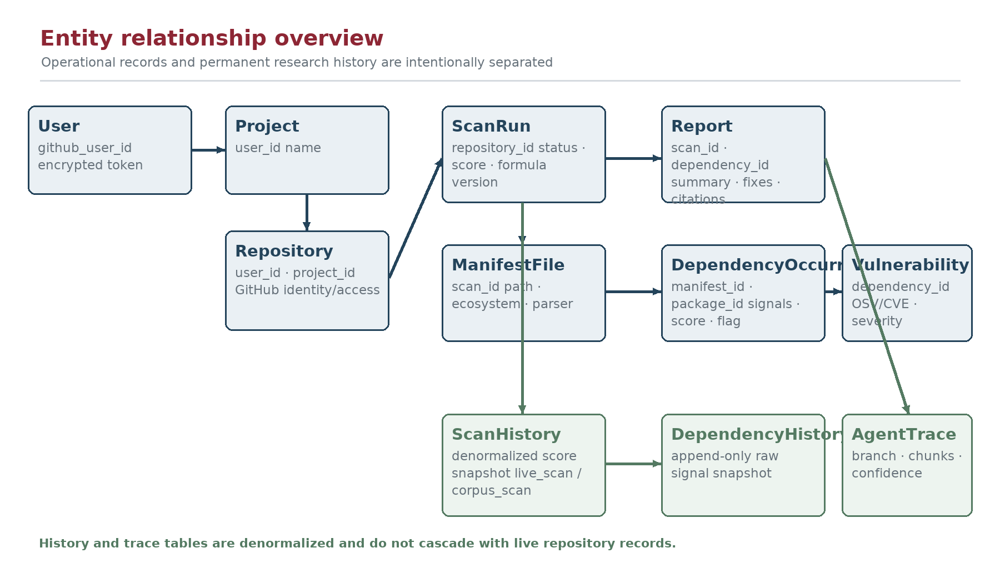 Entity relationship overview
Operational records and permanent research history are intentionally separated
User
github_user_id
encrypted token
Project
user_id name
ScanRun
repository_id status ·
score · formula
version
Report
scan_id ·
dependency_id
summary · fixes ·
citations
Repository
user_id · project_id
GitHub identity/access
ManifestFile
scan_id path ·
ecosystem · parser
DependencyOccurr
manifest_id ·
package_id signals ·
score · flag
Vulnerability
dependency_id
OSV/CVE ·
severity
ScanHistory
denormalized score
snapshot live_scan /
corpus_scan
DependencyHistory
append-only raw
signal snapshot
AgentTrace
branch · chunks ·
confidence
History and trace tables are denormalized and do not cascade with live repository records.